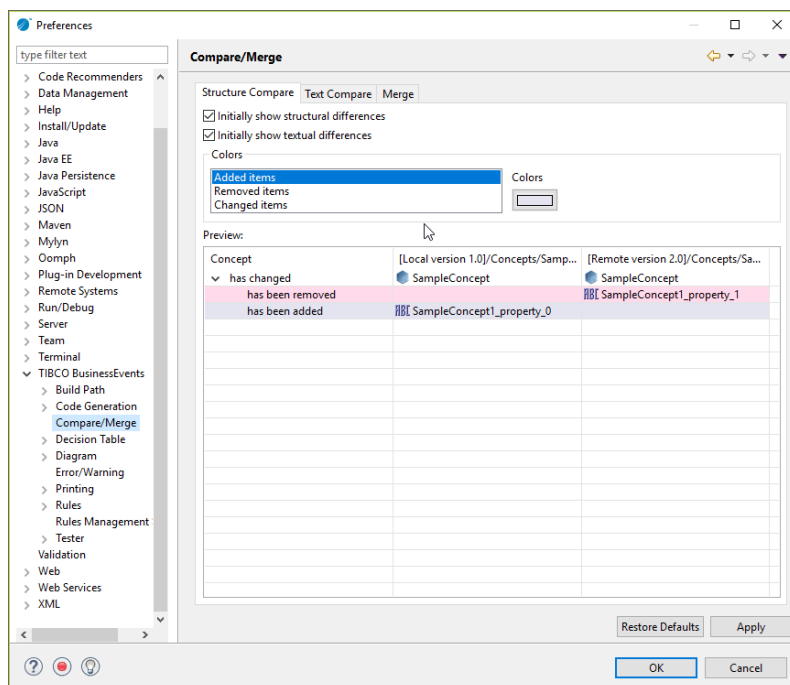 Preferences
type filter text
Code Recommenders
Data Management
Help
Install/Update
Java
Java EE
Java Persistence
JavaScript
JSON
Maven
Mylyn
Oomph
Plug-in Development
Remote Systems
Run/Debug
Server
Team
Terminal
TIBCO BusinessEvents
Build Path
Code Generation
Compare/Merge
Decision Table
Diagram
Error/Warning
Printing
Rules
Rules Management
Tester
Validation
Web
Web Services
XML
Compare/Merge
Structure Compare Text Compare Merge
Initially show structural differences
Initially show textual differences
Colors
Added items
Removed items
Changed items
Colors
Preview:
Concept [Local version 1.0]/Concepts/Samp... [Remote version 2.0]/Concepts/Sa...
has changed SampleConcept SampleConcept
has been removed ABC SampleConcept1_property_1
has been added ABC SampleConcept1_property_0
Restore Defaults Apply
OK Cancel